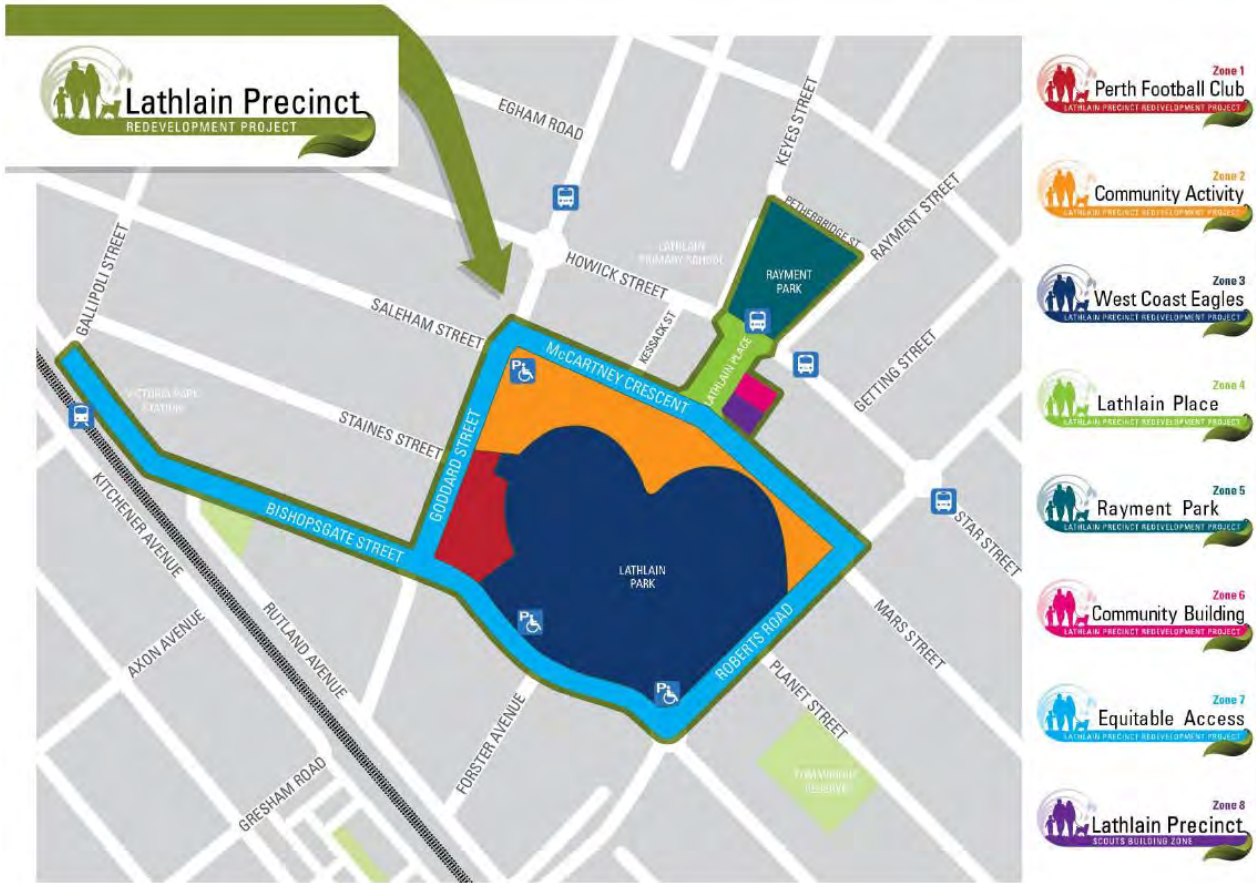 Lathlain Precinct
REDEVELOPMENT PROJECT
EGHAM ROAD
KEYES STREET
PETHERBRIDGE ST
RAYMENT STREET
GALLIPOLI STREET
LATHLAIN
PRIMARY SCHOOL
HOWICK STREET
RAYMENT
PARK
SALEHAM STREET
KESSACK ST
McCARTNEY CRESCENT
LATHLAIN PLACE
GETTING STREET
P
VICTORIA PARK
STATION
STAINES STREET
GODDARD STREET
KITCHENER AVENUE
BISHOPSGATE STREET
STAR STREET
LATHLAIN
PARK
RUTLAND AVENUE
P
MARS STREET
AXON AVENUE
ROBERTS ROAD
PLANET STREET
P
FORSTER AVENUE
TOM WRIGHT
RESERVE
GRESHAM ROAD
Zone 1
Perth Football Club
LATHLAIN PRECINCT REDEVELOPMENT PROJECT
Zone 2
Community Activity
LATHLAIN PRECINCT REDEVELOPMENT PROJECT
Zone 3
West Coast Eagles
LATHLAIN PRECINCT REDEVELOPMENT PROJECT
Zone 4
Lathlain Place
LATHLAIN PRECINCT REDEVELOPMENT PROJECT
Zone 5
Rayment Park
LATHLAIN PRECINCT REDEVELOPMENT PROJECT
Zone 6
Community Building
LATHLAIN PRECINCT REDEVELOPMENT PROJECT
Zone 7
Equitable Access
LATHLAIN PRECINCT REDEVELOPMENT PROJECT
Zone 8
Lathlain Precinct
SCOUTS BUILDING ZONE